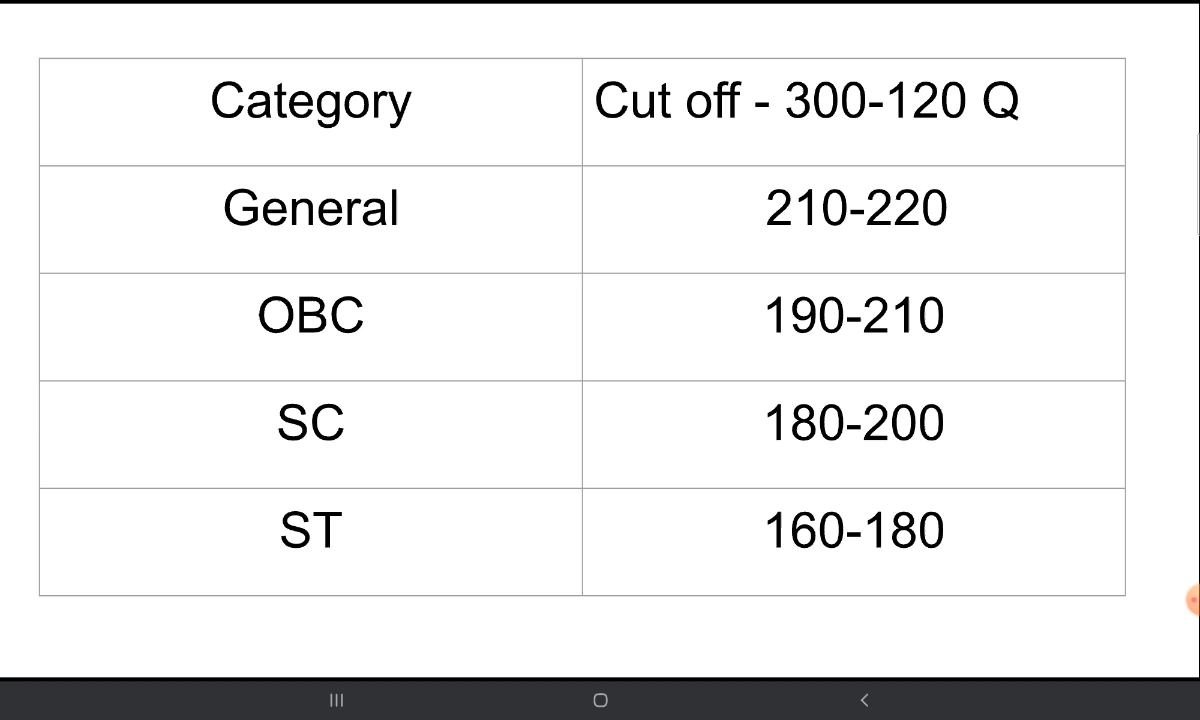 Category Cut off - 300-120 Q
General 210-220
OBC 190-210
SC 180-200
ST 160-180